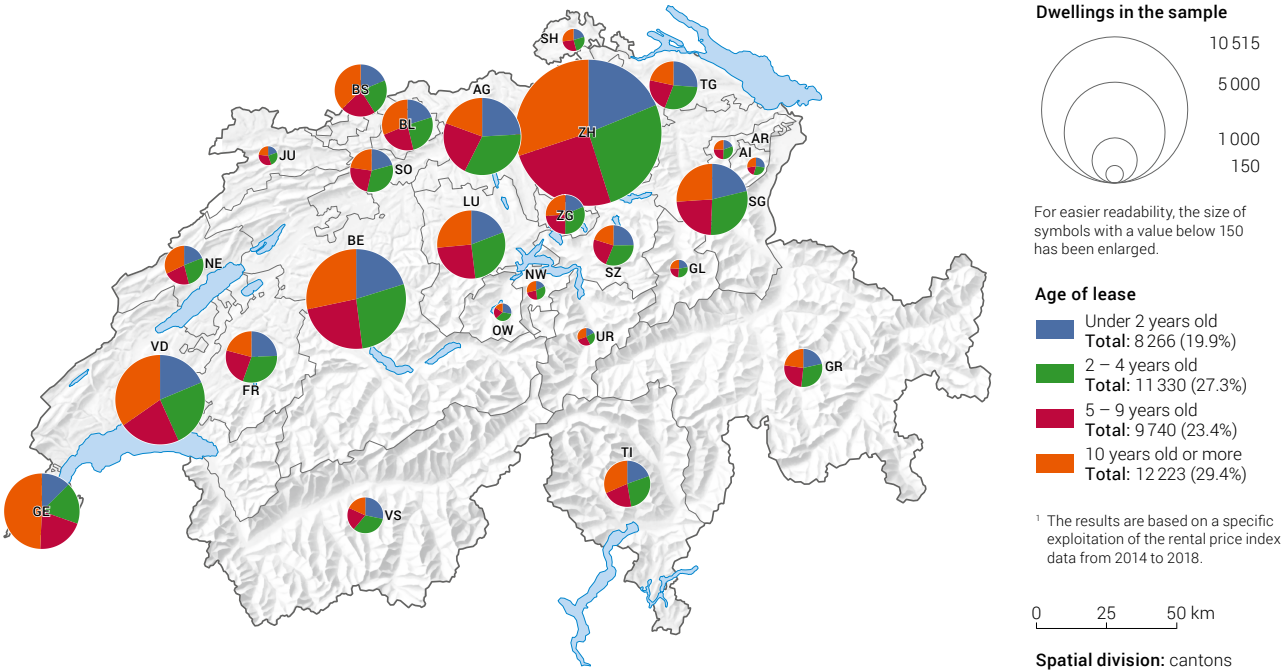 SH
BS
AG
TG
BL
ZH
AR
JU
AI
SO
LU
SG
ZG
BE
NE
SZ
GL
NW
OW
UR
VD
FR
GR
TI
GE
VS
Dwellings in the sample
10 515
5 000
1 000
150
For easier readability, the size of
symbols with a value below 150
has been enlarged.
Age of lease
Under 2 years old
Total: 8 266 (19.9%)
2 – 4 years old
Total: 11 330 (27.3%)
5 – 9 years old
Total: 9 740 (23.4%)
10 years old or more
Total: 12 223 (29.4%)
1 The results are based on a specific
exploitation of the rental price index
data from 2014 to 2018.
0 25 50 km
Spatial division: cantons